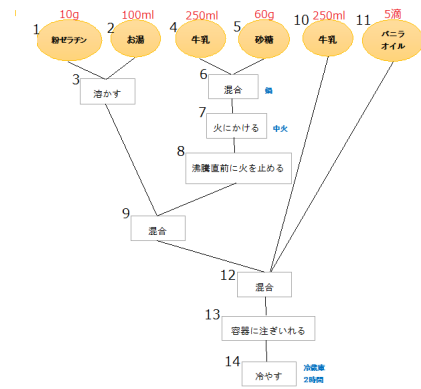 10g
100ml
250ml
60g
250ml
5滴
1
粉ゼラチン
2
お湯
4
牛乳
5
砂糖
10
牛乳
11
バニラ
オイル
3
溶かす
6
混合
鍋
7
火にかける
中火
8
沸騰直前に火を止める
9
混合
12
混合
13
容器に注ぎいれる
14
冷やす
冷蔵庫
2時間